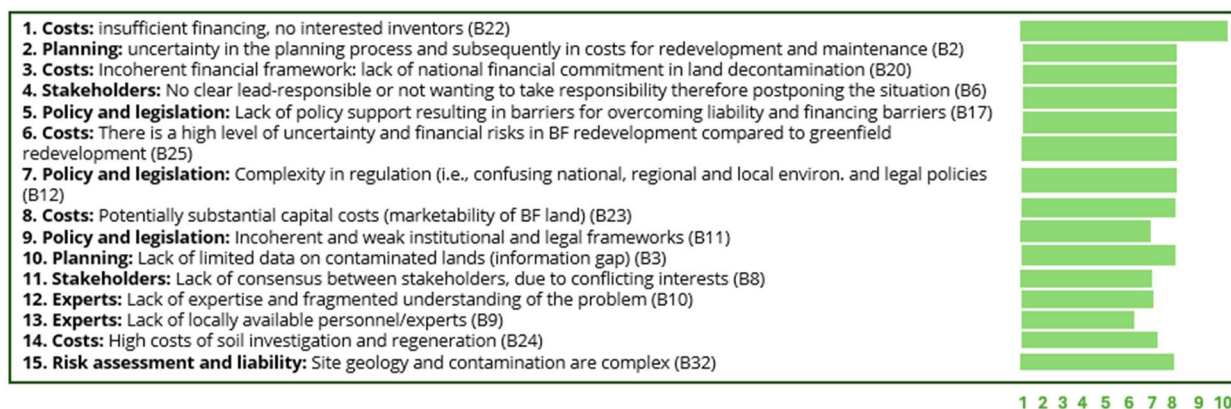 1. Costs: insufficient financing, no interested inventors (B22)
2. Planning: uncertainty in the planning process and subsequently in costs for redevelopment and maintenance (B2)
3. Costs: Incoherent financial framework: lack of national financial commitment in land decontamination (B20)
4. Stakeholders: No clear lead-responsible or not wanting to take responsibility therefore postponing the situation (B6)
5. Policy and legislation: Lack of policy support resulting in barriers for overcoming liability and financing barriers (B17)
6. Costs: There is a high level of uncertainty and financial risks in BF redevelopment compared to greenfield
redevelopment (B25)
7. Policy and legislation: Complexity in regulation (i.e., confusing national, regional and local environ. and legal policies
(B12)
8. Costs: Potentially substantial capital costs (marketability of BF land) (B23)
9. Policy and legislation: Incoherent and weak institutional and legal frameworks (B11)
10. Planning: Lack of limited data on contaminated lands (information gap) (B3)
11. Stakeholders: Lack of consensus between stakeholders, due to conflicting interests (B8)
12. Experts: Lack of expertise and fragmented understanding of the problem (B10)
13. Experts: Lack of locally available personnel/experts (B9)
14. Costs: High costs of soil investigation and regeneration (B24)
15. Risk assessment and liability: Site geology and contamination are complex (B32)
1 2 3 4 5 6 7 8 9 10